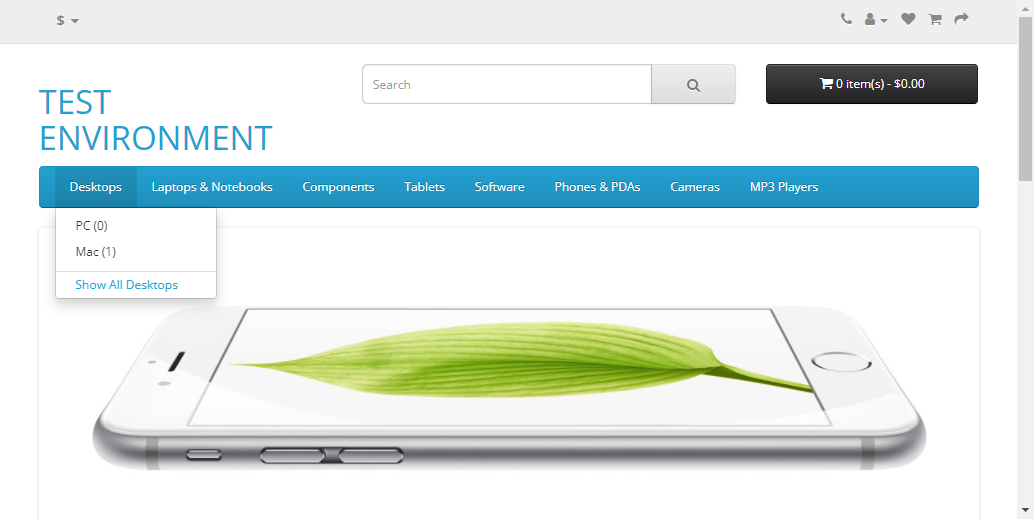 $
Search
0 item(s) - $0.00
TEST
ENVIRONMENT
Desktops Laptops & Notebooks Components Tablets Software Phones & PDAs Cameras MP3 Players
PC (0)
Mac (1)
Show All Desktops